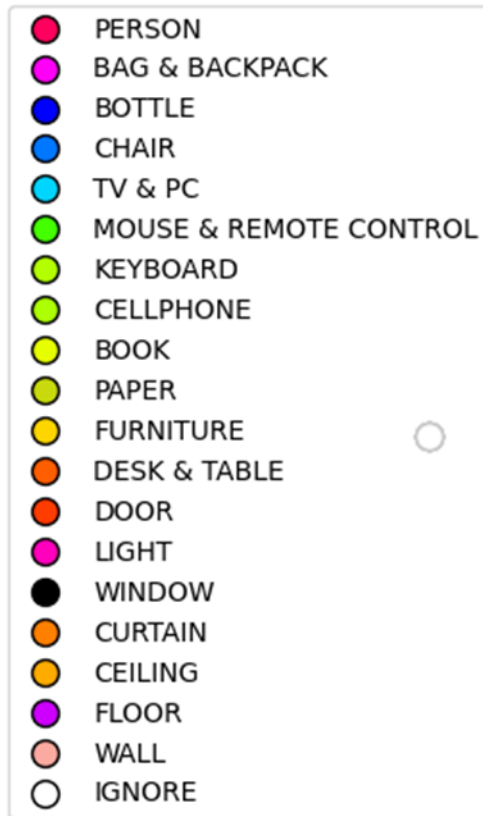 PERSON
BAG & BACKPACK
BOTTLE
CHAIR
TV & PC
MOUSE & REMOTE CONTROL
KEYBOARD
CELLPHONE
BOOK
PAPER
FURNITURE
DESK & TABLE
DOOR
LIGHT
WINDOW
CURTAIN
CEILING
FLOOR
WALL
IGNORE